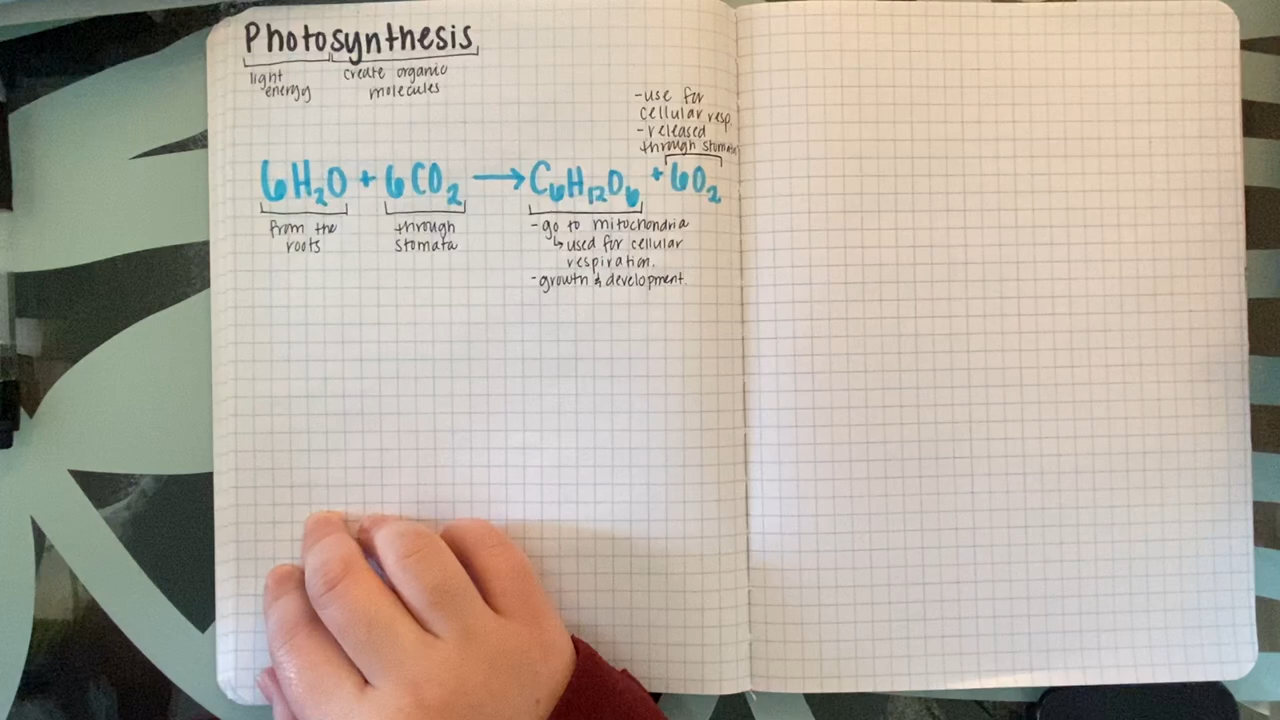 Photosynthesis
light
energy
create organic
molecules
-use for
cellular resp.
-released
through stomata
6H₂O + 6CO₂ → C₆H₁₂O₆ + 6O₂
from the
roots
through
stomata
-go to mitochondria
↳ used for cellular
respiration.
-growth & development.